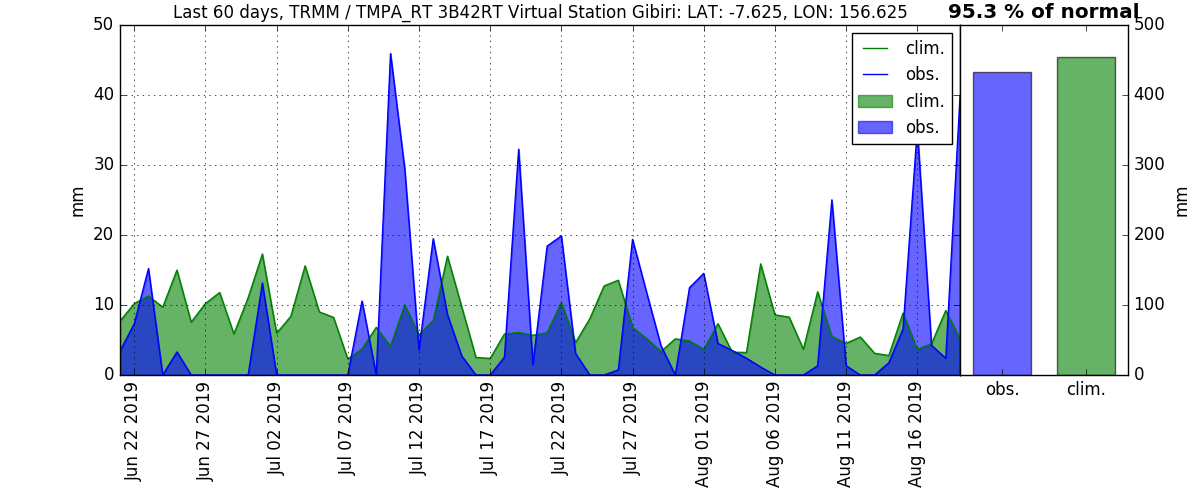 Last 60 days, TRMM / TMPA_RT 3B42RT Virtual Station Gibiri: LAT: -7.625, LON: 156.625
95.3 % of normal
50
40
30
20
10
0
mm
clim.
obs.
clim.
obs.
500
400
300
200
100
0
mm
Jun 22 2019
Jun 27 2019
Jul 02 2019
Jul 07 2019
Jul 12 2019
Jul 17 2019
Jul 22 2019
Jul 27 2019
Aug 01 2019
Aug 06 2019
Aug 11 2019
Aug 16 2019
obs.
clim.